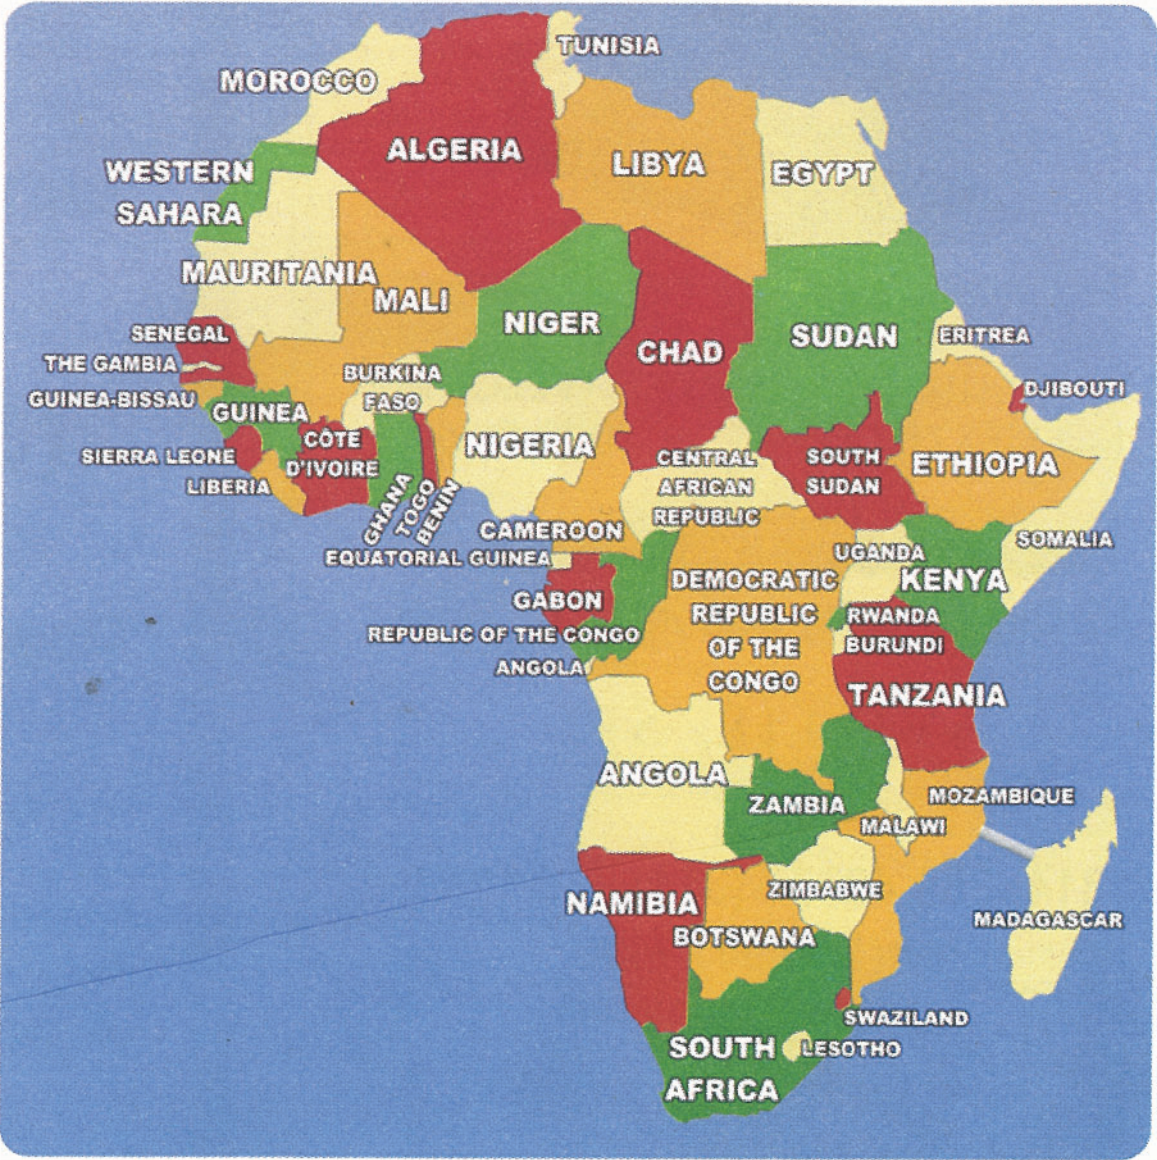 TUNISIA
MOROCCO
ALGERIA
LIBYA
EGYPT
WESTERN
SAHARA
MAURITANIA
MALI
NIGER
CHAD
SUDAN
ERITREA
SENEGAL
THE GAMBIA
BURKINA
FASO
DJIBOUTI
GUINEA-BISSAU
GUINEA
CÔTE
D'IVOIRE
NIGERIA
SIERRA LEONE
LIBERIA
GHANA
TOGO
BENIN
CENTRAL
AFRICAN
REPUBLIC
SOUTH
SUDAN
ETHIOPIA
CAMEROON
SOMALIA
EQUATORIAL GUINEA
UGANDA
KENYA
GABON
DEMOCRATIC
REPUBLIC
OF THE
CONGO
RWANDA
BURUNDI
REPUBLIC OF THE CONGO
ANGOLA
TANZANIA
ANGOLA
ZAMBIA
MOZAMBIQUE
MALAWI
ZIMBABWE
NAMIBIA
BOTSWANA
MADAGASCAR
SWAZILAND
SOUTH
AFRICA
LESOTHO